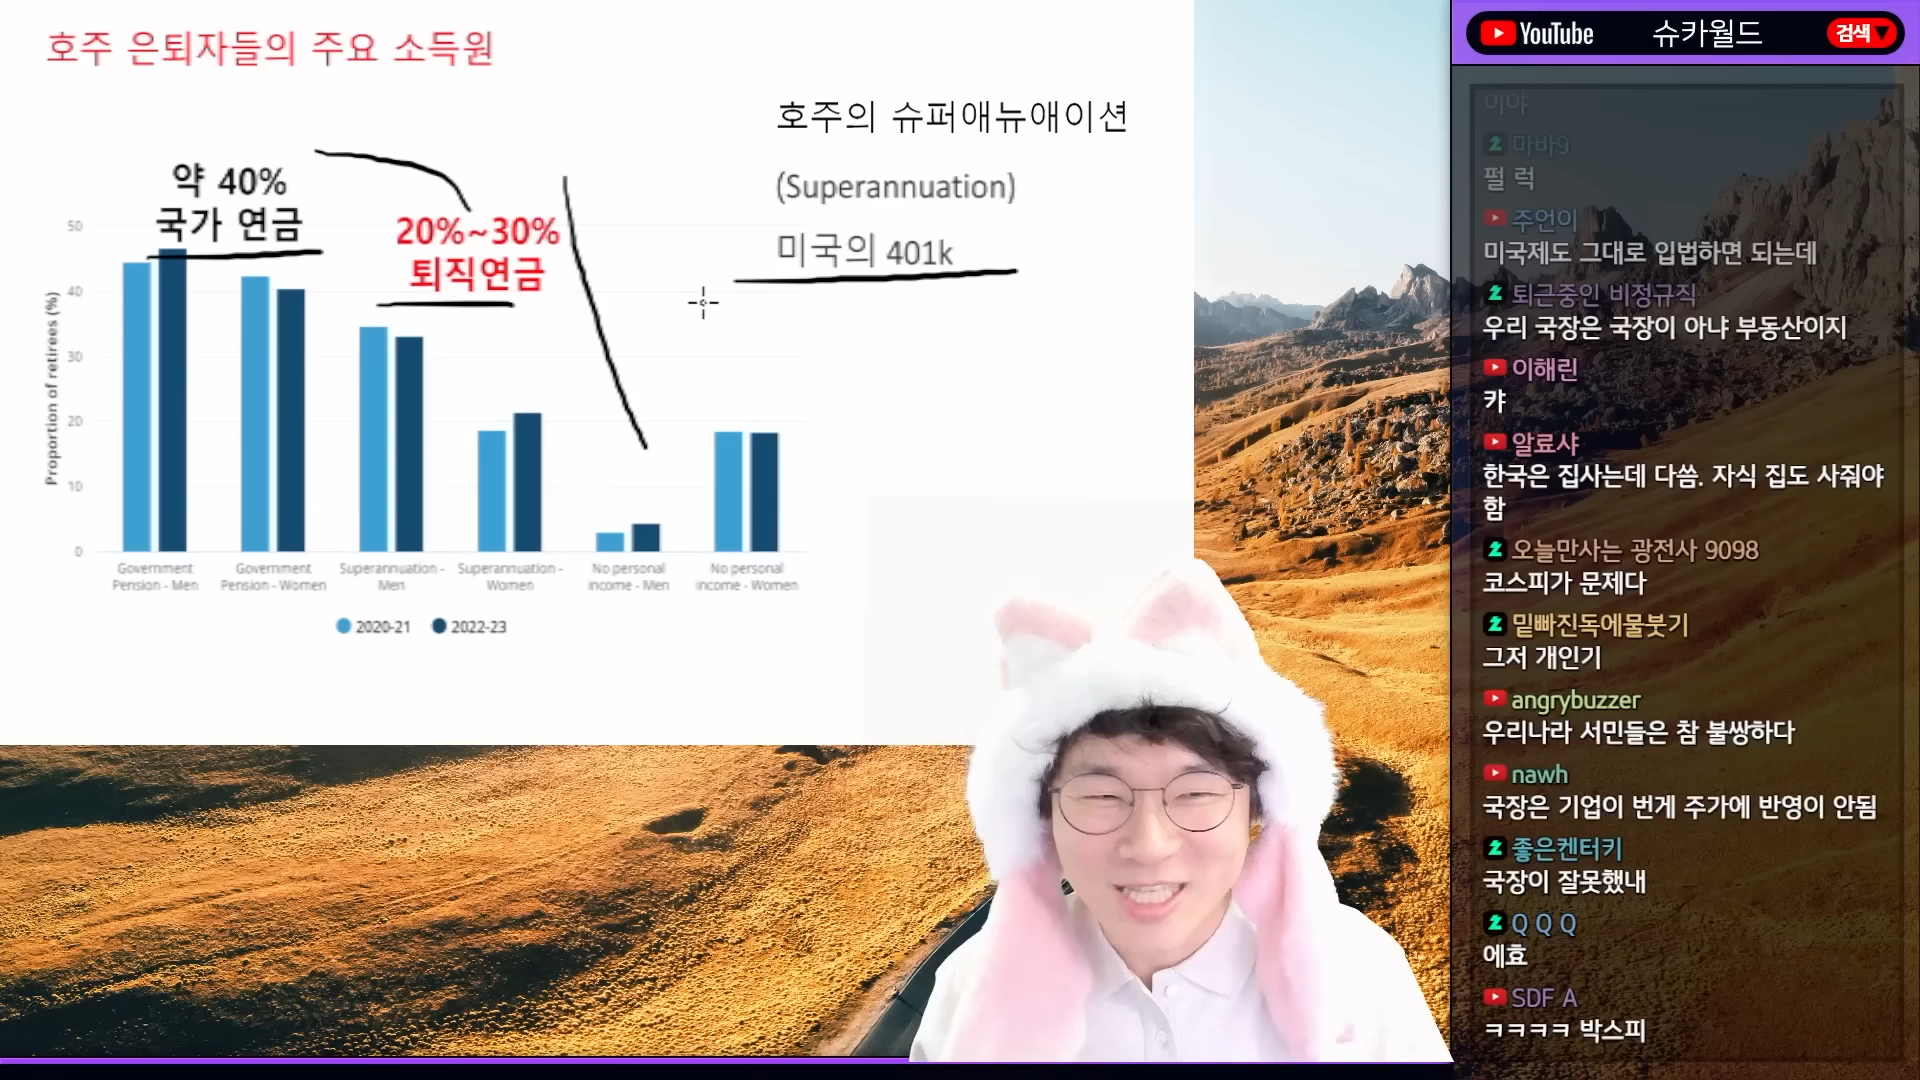 호주 은퇴자들의 주요 소득원
호주의 슈퍼애뉴애이션
(Superannuation)
미국의 401k
약 40%
국가 연금
20%~30%
퇴직연금
Proportion of retirees (%)
50
40
30
20
10
0
Government Pension - Men
Government Pension - Women
Superannuation - Men
Superannuation - Women
No personal income - Men
No personal income - Women
2020-21
2022-23
YouTube 슈카월드 검색
이야
마바9
펄 럭
주언이
미국제도 그대로 입법하면 되는데
퇴근중인 비정규직
우리 국장은 국장이 아냐 부동산이지
이해린
캬
알료샤
한국은 집사는데 다씀. 자식 집도 사줘야
함
오늘만사는 광전사 9098
코스피가 문제다
밑빠진독에물붓기
그저 개인기
angrybuzzer
우리나라 서민들은 참 불쌍하다
nawh
국장은 기업이 번게 주가에 반영이 안됨
좋은켄터키
국장이 잘못했내
Q Q Q
에효
SDF A
ㅋㅋㅋㅋ 박스피